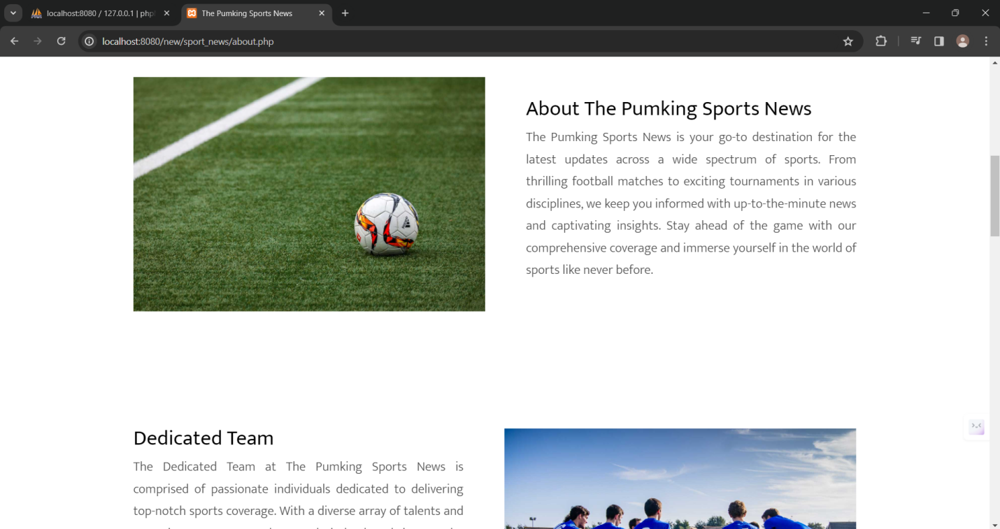 localhost:8080 / 127.0.0.1 | php
The Pumking Sports News
localhost:8080/new/sport_news/about.php
About The Pumking Sports News
The Pumking Sports News is your go-to destination for the
latest updates across a wide spectrum of sports. From
thrilling football matches to exciting tournaments in various
disciplines, we keep you informed with up-to-the-minute news
and captivating insights. Stay ahead of the game with our
comprehensive coverage and immerse yourself in the world of
sports like never before.
Dedicated Team
The Dedicated Team at The Pumking Sports News is
comprised of passionate individuals dedicated to delivering
top-notch sports coverage. With a diverse array of talents and